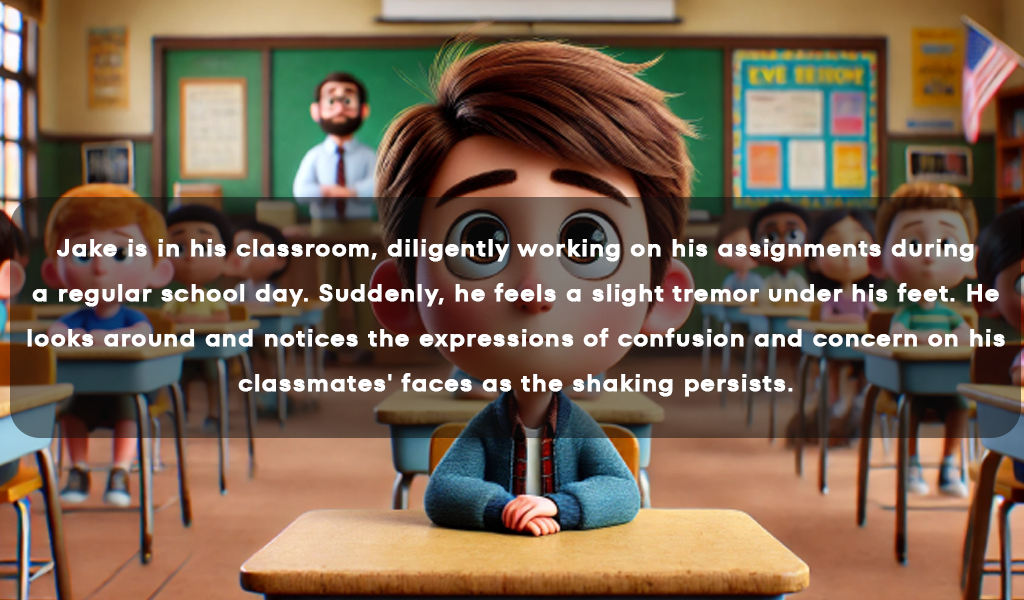 Jake is in his classroom, diligently working on his assignments during
a regular school day. Suddenly, he feels a slight tremor under his feet. He
looks around and notices the expressions of confusion and concern on his
classmates' faces as the shaking persists.